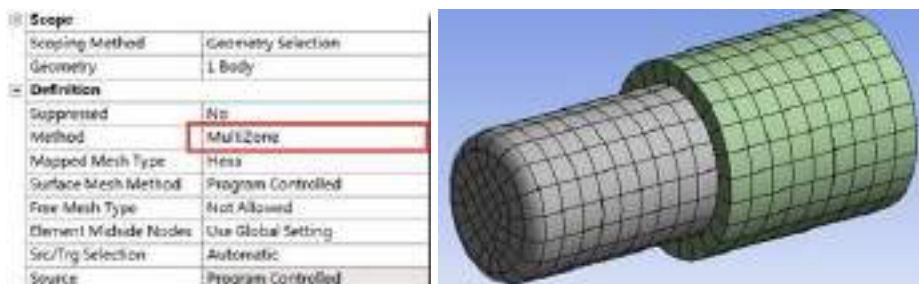 Scope
Scoping Method Geometry Selection
Geometry 1 Body
Definition
Suppressed No
Method MultiZone
Mapped Mesh Type Hexa
Surface Mesh Method Program Controlled
Free Mesh Type Not Allowed
Element Midside Nodes Use Global Setting
Src/Trg Selection Automatic
Source Program Controlled